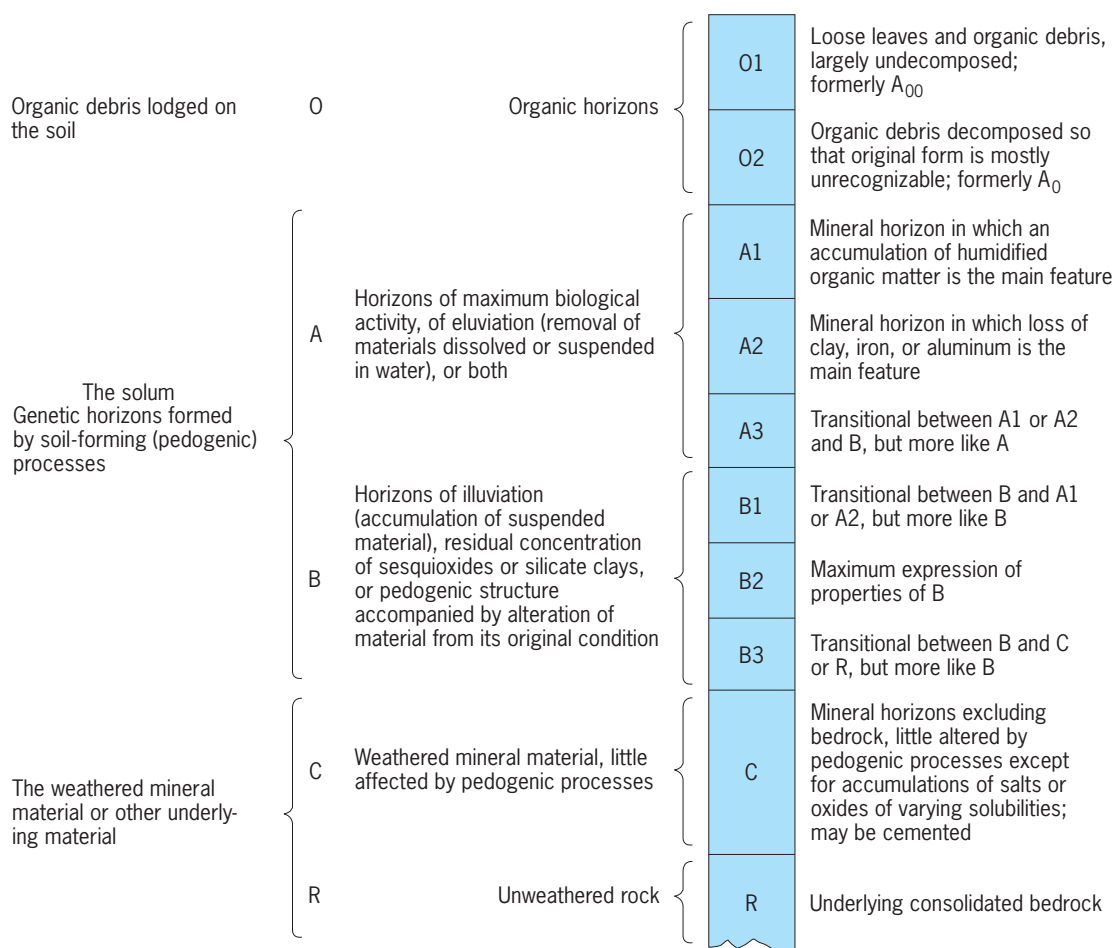 Organic debris lodged on
the soil
O
Organic horizons
O1
Loose leaves and organic debris,
largely undecomposed;
formerly A00
O2
Organic debris decomposed so
that original form is mostly
unrecognizable; formerly A0
The solum
Genetic horizons formed
by soil-forming (pedogenic)
processes
A
Horizons of maximum biological
activity, of eluviation (removal of
materials dissolved or suspended
in water), or both
A1
Mineral horizon in which an
accumulation of humidified
organic matter is the main feature
A2
Mineral horizon in which loss of
clay, iron, or aluminum is the
main feature
A3
Transitional between A1 or A2
and B, but more like A
B
Horizons of illuviation
(accumulation of suspended
material), residual concentration
of sesquioxides or silicate clays,
or pedogenic structure
accompanied by alteration of
material from its original condition
B1
Transitional between B and A1
or A2, but more like B
B2
Maximum expression of
properties of B
B3
Transitional between B and C
or R, but more like B
The weathered mineral
material or other underly-
ing material
C
Weathered mineral material, little
affected by pedogenic processes
C
Mineral horizons excluding
bedrock, little altered by
pedogenic processes except
for accumulations of salts or
oxides of varying solubilities;
may be cemented
R
Unweathered rock
R
Underlying consolidated bedrock